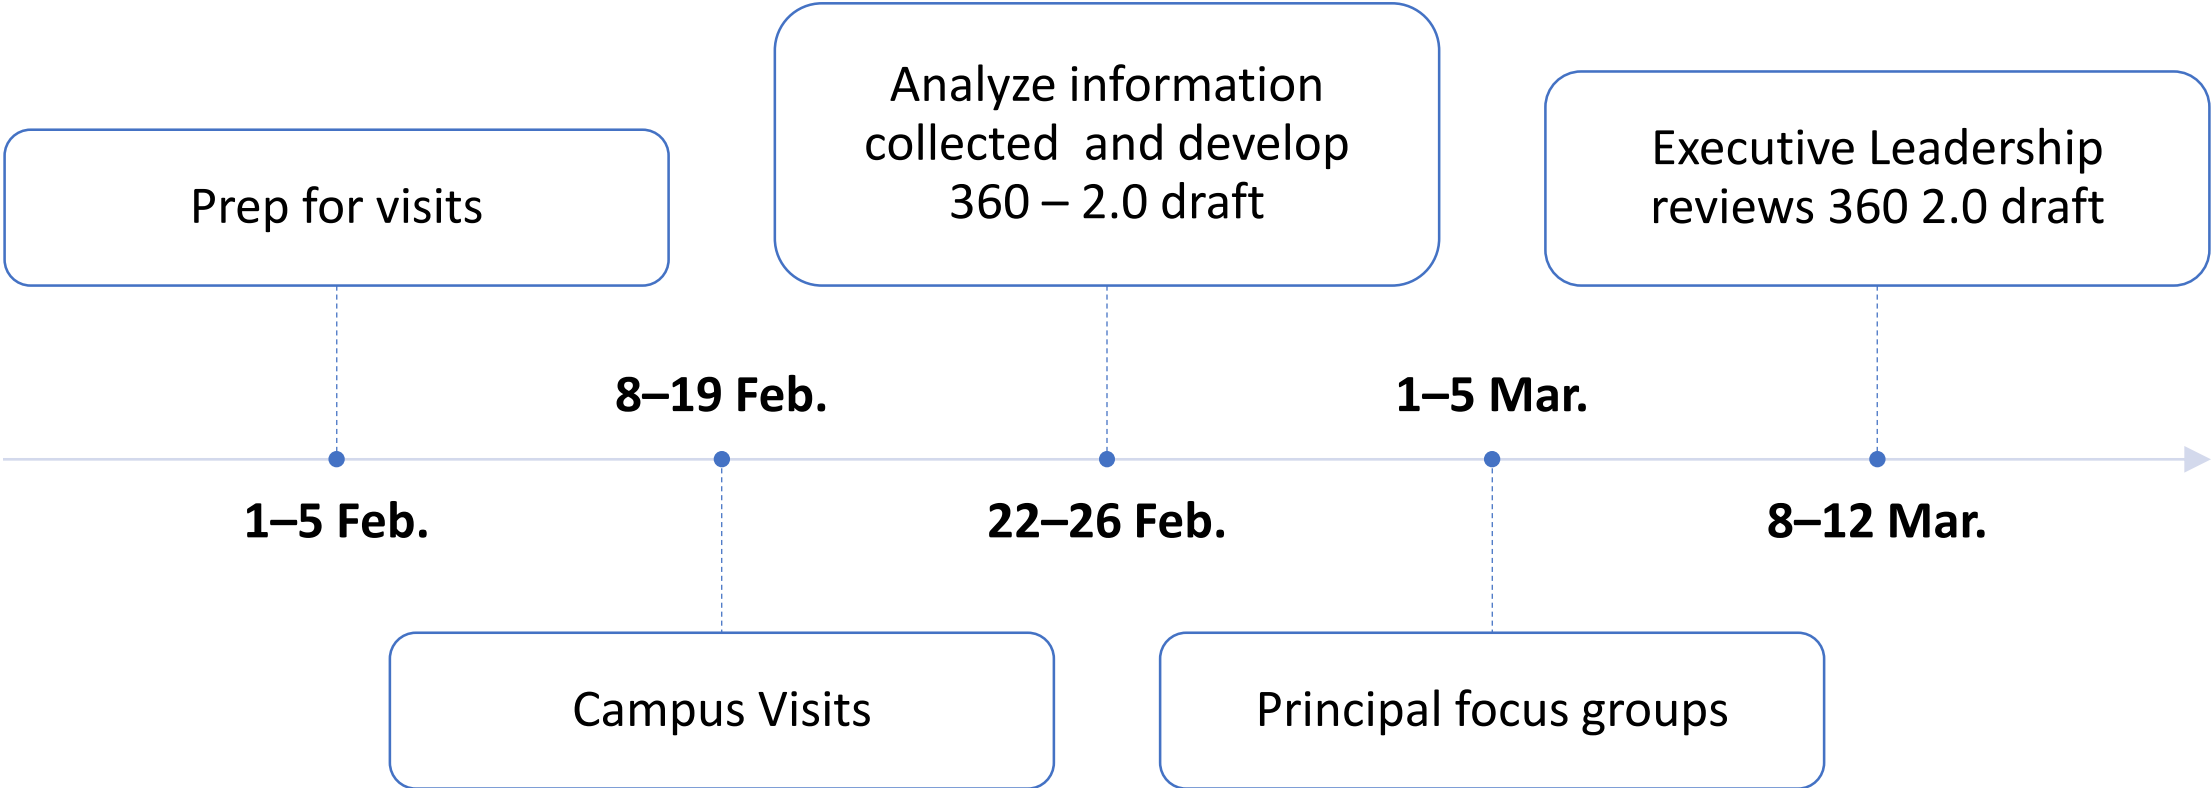 Prep for visits
1–5 Feb.
8–19 Feb.
Campus Visits
Analyze information
collected  and develop
360 – 2.0 draft
22–26 Feb.
1–5 Mar.
Principal focus groups
Executive Leadership
reviews 360 2.0 draft
8–12 Mar.